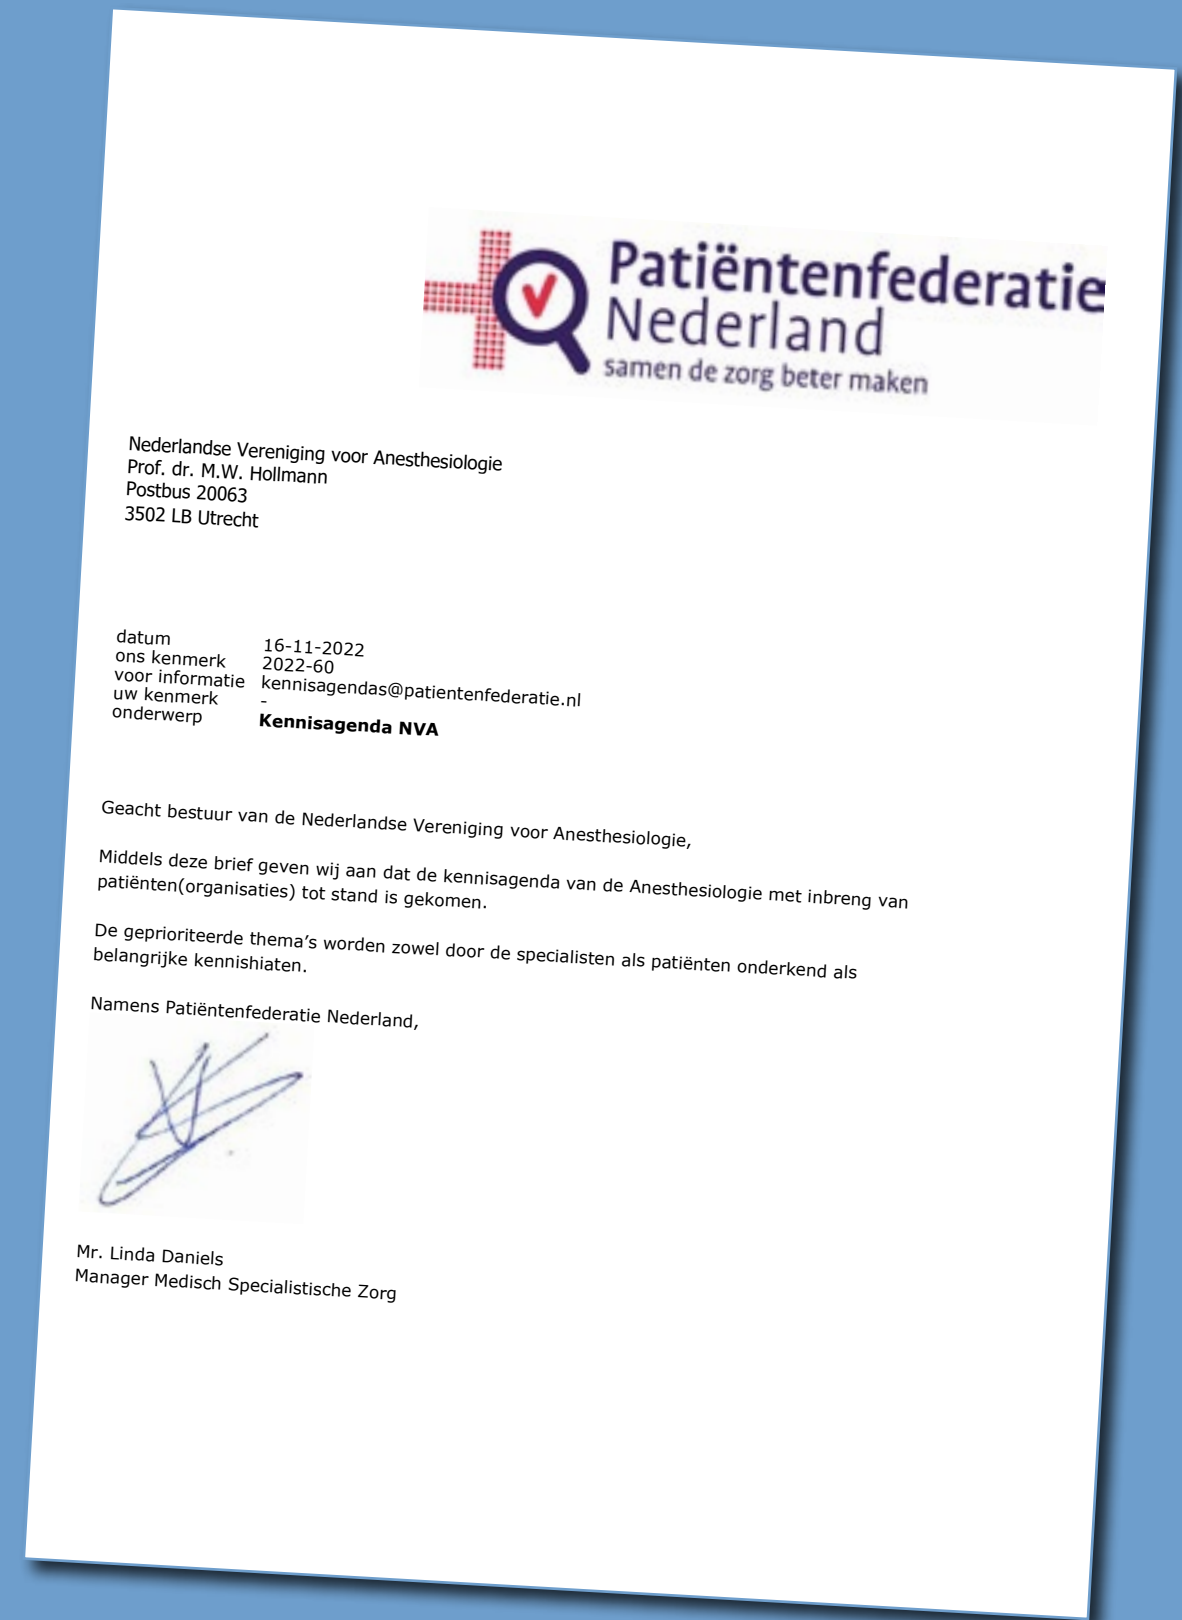 Patiëntenfederatie
Nederland
samen de zorg beter maken
Nederlandse Vereniging voor Anesthesiologie
Prof. dr. M.W. Hollmann
Postbus 20063
3502 LB Utrecht
datum 16-11-2022
ons kenmerk 2022-60
voor informatie kennisagendas@patientenfederatie.nl
uw kenmerk -
onderwerp Kennisagenda NVA
Geacht bestuur van de Nederlandse Vereniging voor Anesthesiologie,
Middels deze brief geven wij aan dat de kennisagenda van de Anesthesiologie met inbreng van
patiënten(organisaties) tot stand is gekomen.
De geprioriteerde thema’s worden zowel door de specialisten als patiënten onderkend als
belangrijke kennishiaten.
Namens Patiëntenfederatie Nederland,
Mr. Linda Daniels
Manager Medisch Specialistische Zorg